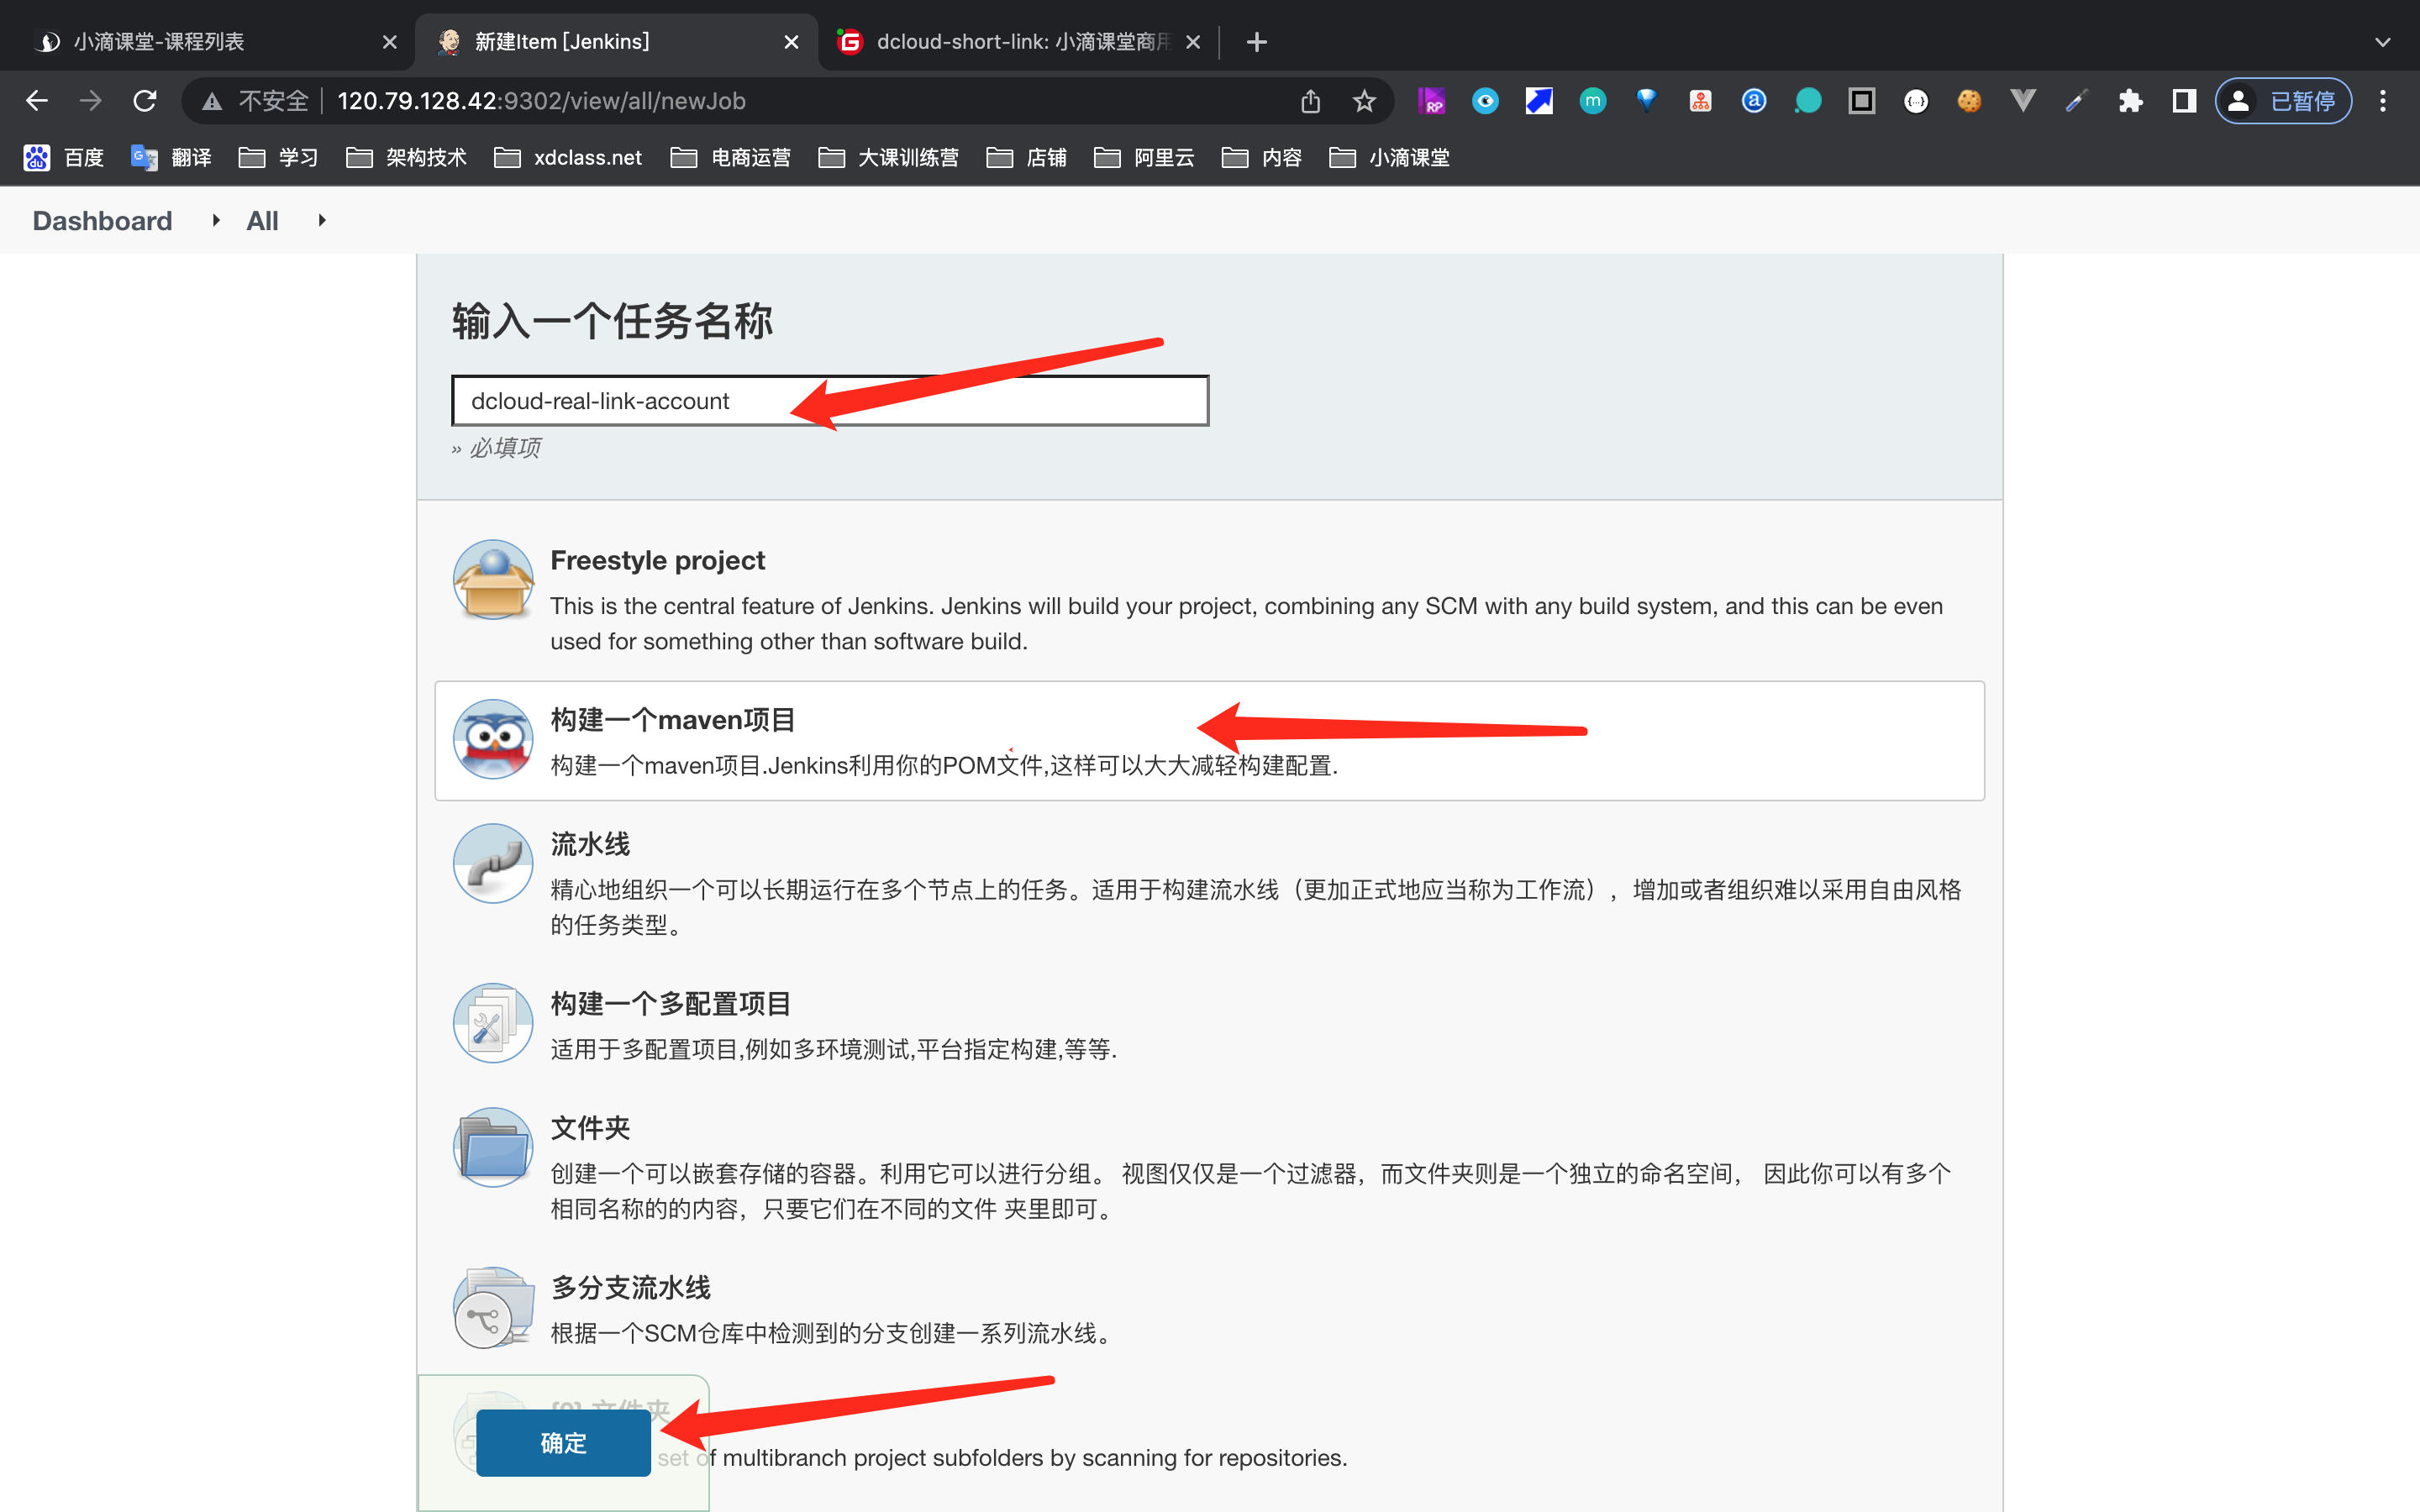 小滴课堂-课程列表
新建Item [Jenkins]
dcloud-short-link: 小滴课堂商用
不安全 120.79.128.42:9302/view/all/newJob
已暂停
百度 翻译 学习 架构技术 xdclass.net 电商运营 大课训练营 店铺 阿里云 内容 小滴课堂
Dashboard All
输入一个任务名称
dcloud-real-link-account
» 必填项
Freestyle project
This is the central feature of Jenkins. Jenkins will build your project, combining any SCM with any build system, and this can be even
used for something other than software build.
构建一个maven项目
构建一个maven项目.Jenkins利用你的POM文件,这样可以大大减轻构建配置.
流水线
精心地组织一个可以长期运行在多个节点上的任务。适用于构建流水线（更加正式地应当称为工作流），增加或者组织难以采用自由风格
的任务类型。
构建一个多配置项目
适用于多配置项目,例如多环境测试,平台指定构建,等等.
文件夹
创建一个可以嵌套存储的容器。利用它可以进行分组。 视图仅仅是一个过滤器，而文件夹则是一个独立的命名空间， 因此你可以有多个
相同名称的的内容，只要它们在不同的文件 夹里即可。
多分支流水线
根据一个SCM仓库中检测到的分支创建一系列流水线。
文件夹
确定
set of multibranch project subfolders by scanning for repositories.